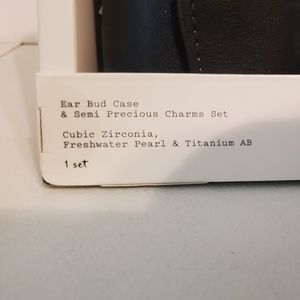 Ear Bud Case
& Semi Precious Charms Set
Cubic Zirconia,
Freshwater Pearl & Titanium AB
1 set